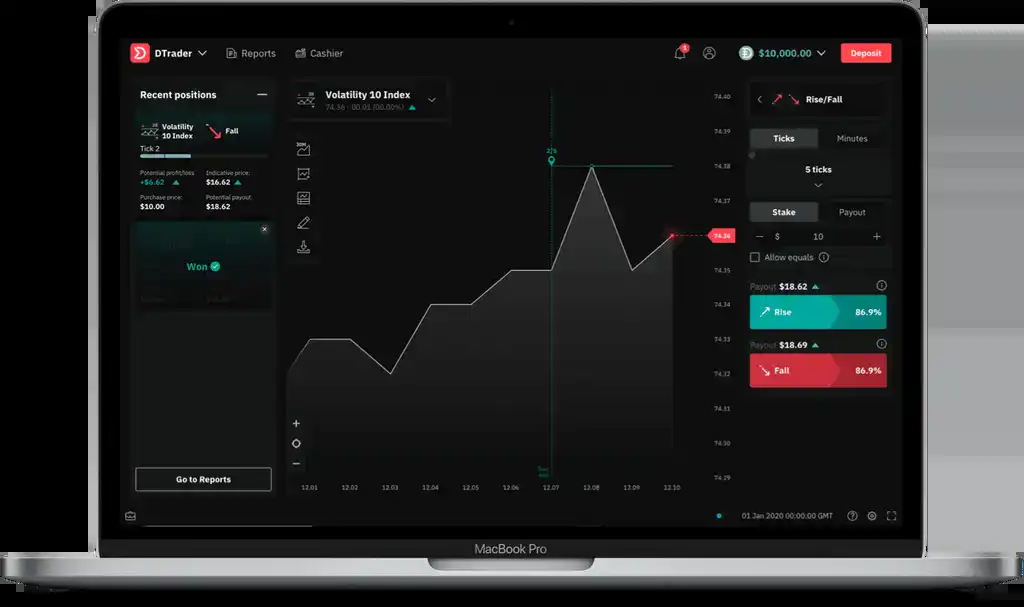 DTrader
Reports
Cashier
1
$10,000.00
Deposit
Recent positions
Volatility
10 Index
Fall
Tick 2
Potential profit/loss
Indicative price:
+$6.62
$16.62
Purchase price:
Potential payout:
$10.00
$18.62
Won
Go to Reports
Volatility 10 Index
74.36 · 00.01 (00.00%)
74.40
74.39
74.38
74.37
74.36
74.35
74.34
74.33
74.32
74.31
74.30
74.29
12.01
12.02
12.03
12.04
12.05
12.06
12.07
12.08
12.09
12.10
Rise/Fall
Ticks
Minutes
5 ticks
Stake
Payout
− $ 10 +
Allow equals
Payout $18.62
Rise 86.9%
Payout $18.69
Fall 86.9%
01 Jan 2020 00:00:00 GMT
MacBook Pro